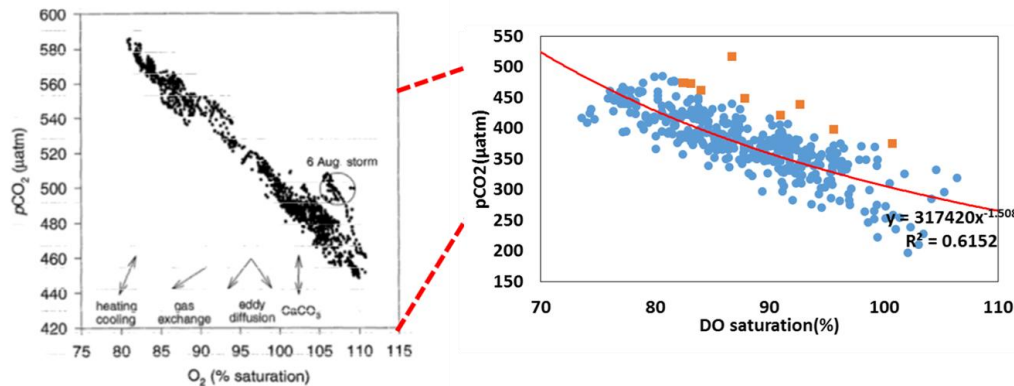 600
580
560
540
520
500
480
460
440
420
pCO₂ (μatm)
6 Aug. storm
heating
cooling
gas
exchange
eddy
diffusion
CaCO₃
75 80 85 90 95 100 105 110 115
O₂ (% saturation)
550
500
450
400
350
300
250
200
150
pCO2(μatm)
y = 317420x⁻¹·⁵⁰⁸
R² = 0.6152
70 80 90 100 110
DO saturation(%)